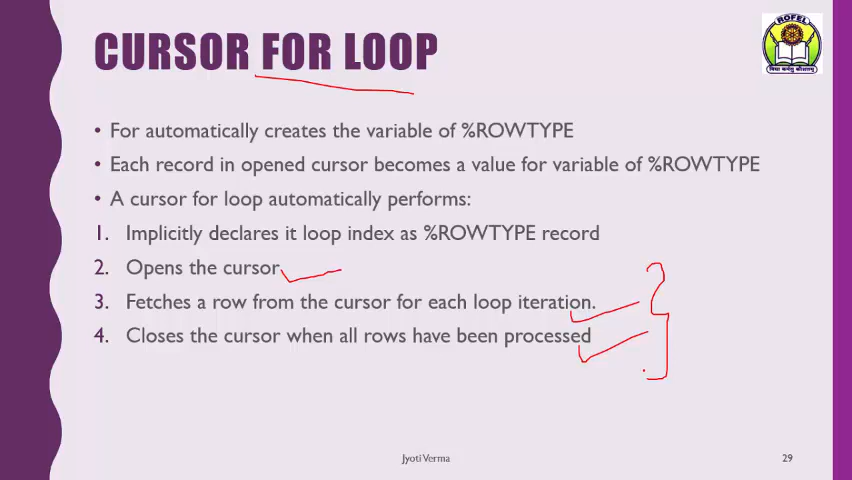 CURSOR FOR LOOP
ROFEL
• For automatically creates the variable of %ROWTYPE
• Each record in opened cursor becomes a value for variable of %ROWTYPE
• A cursor for loop automatically performs:
1. Implicitly declares it loop index as %ROWTYPE record
2. Opens the cursor
3. Fetches a row from the cursor for each loop iteration.
4. Closes the cursor when all rows have been processed
Jyoti Verma
29